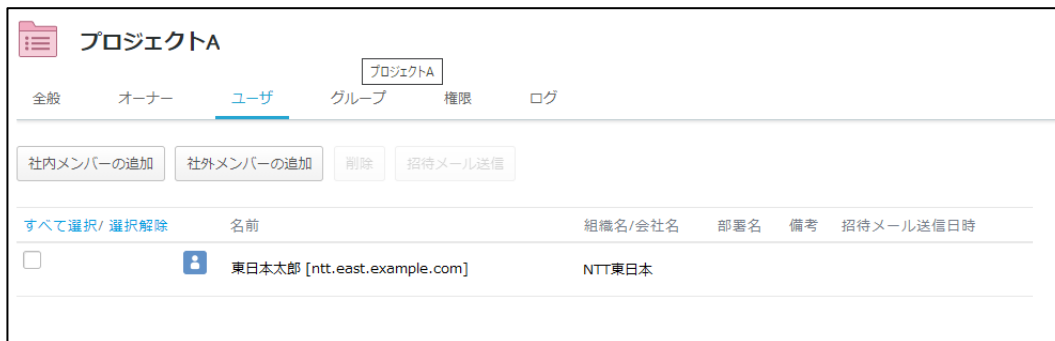 プロジェクトA
プロジェクトA
全般 オーナー ユーザ グループ 権限 ログ
社内メンバーの追加 社外メンバーの追加 削除 招待メール送信
すべて選択/ 選択解除 名前 組織名/会社名 部署名 備考 招待メール送信日時
東日本太郎 [ntt.east.example.com] NTT東日本